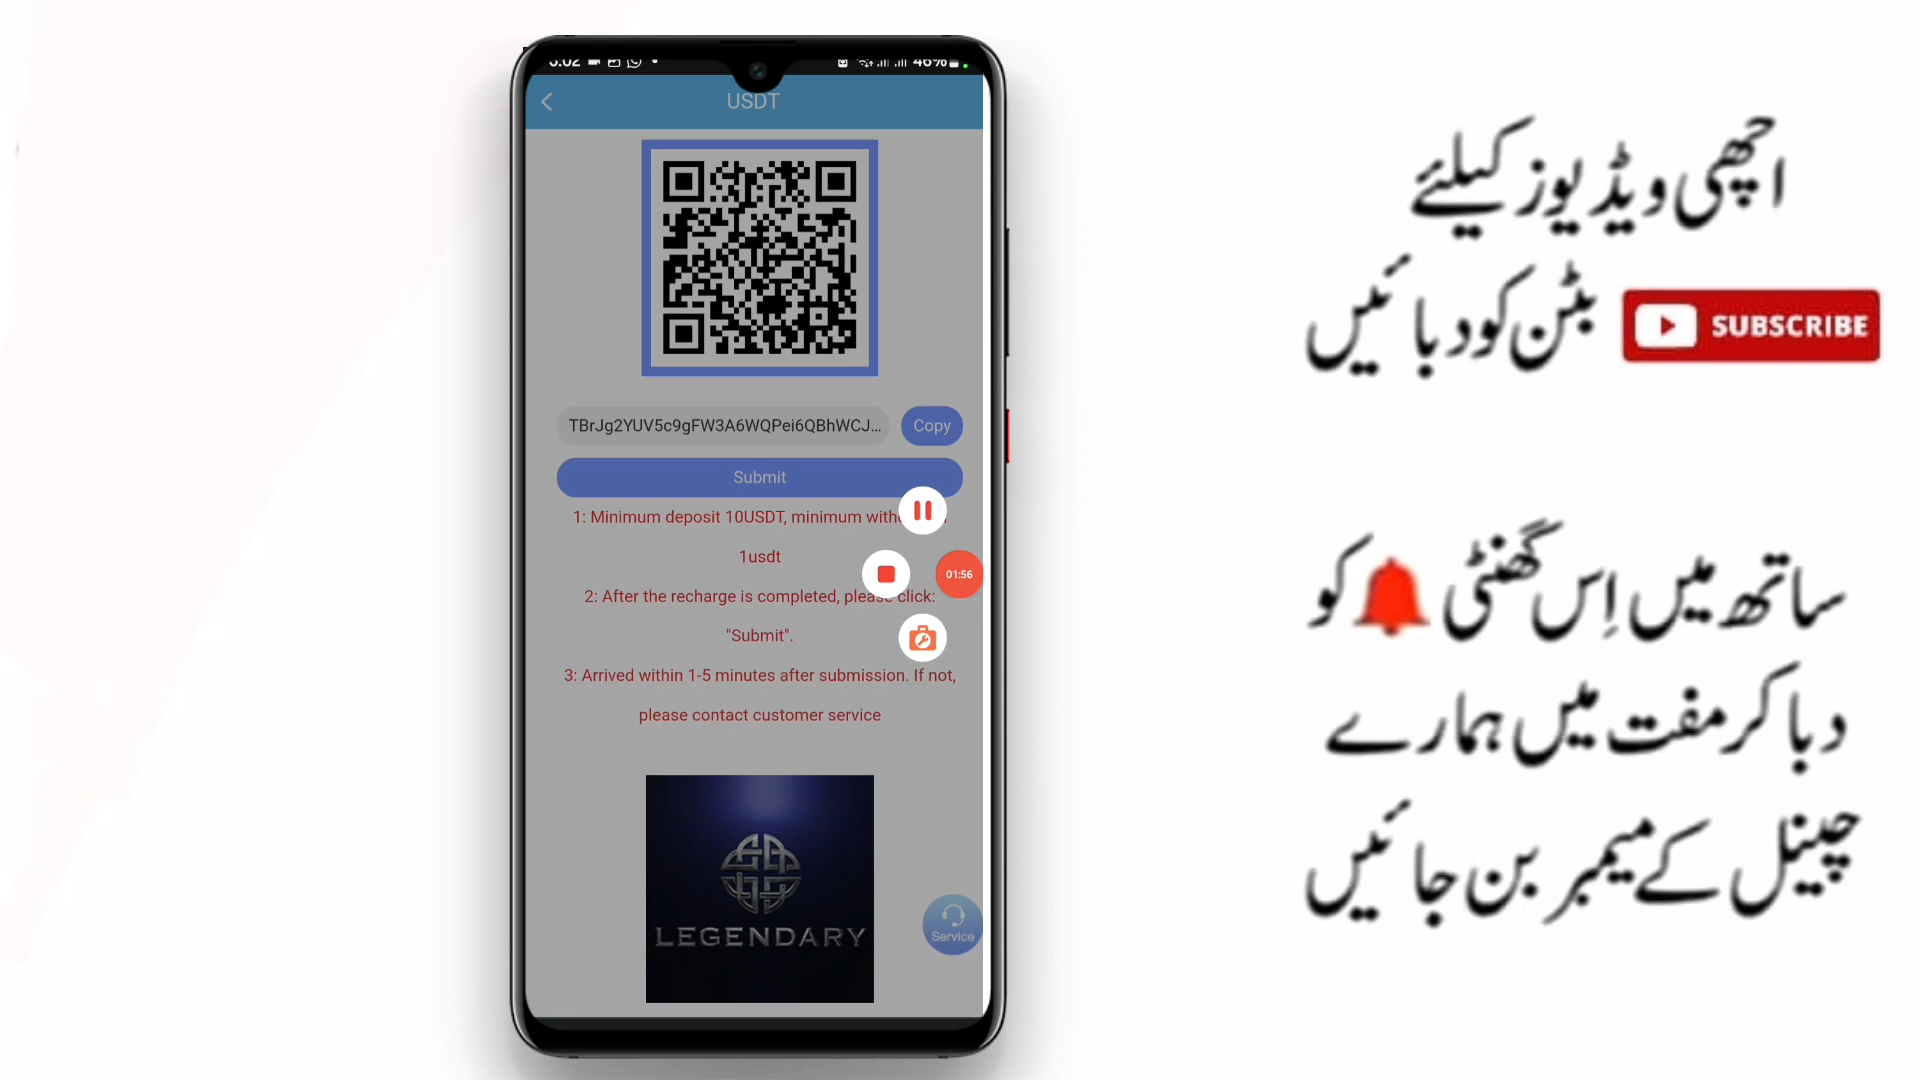 USDT
TBrJg2YUV5c9gFW3A6WQPei6QBhWCJ...
Copy
Submit
1: Minimum deposit 10USDT, minimum
1usdt
2: After the recharge is completed, please click:
"Submit".
3: Arrived within 1-5 minutes after submission. If not,
please contact customer service
01:56
LEGENDARY
Service
46%
اچھی ویڈیوز کیلئے
بٹن کو دبائیں
SUBSCRIBE
ساتھ میں اِس گھنٹی کو
دبا کر مفت میں ہمارے
چینل کے میمبر بن جائیں